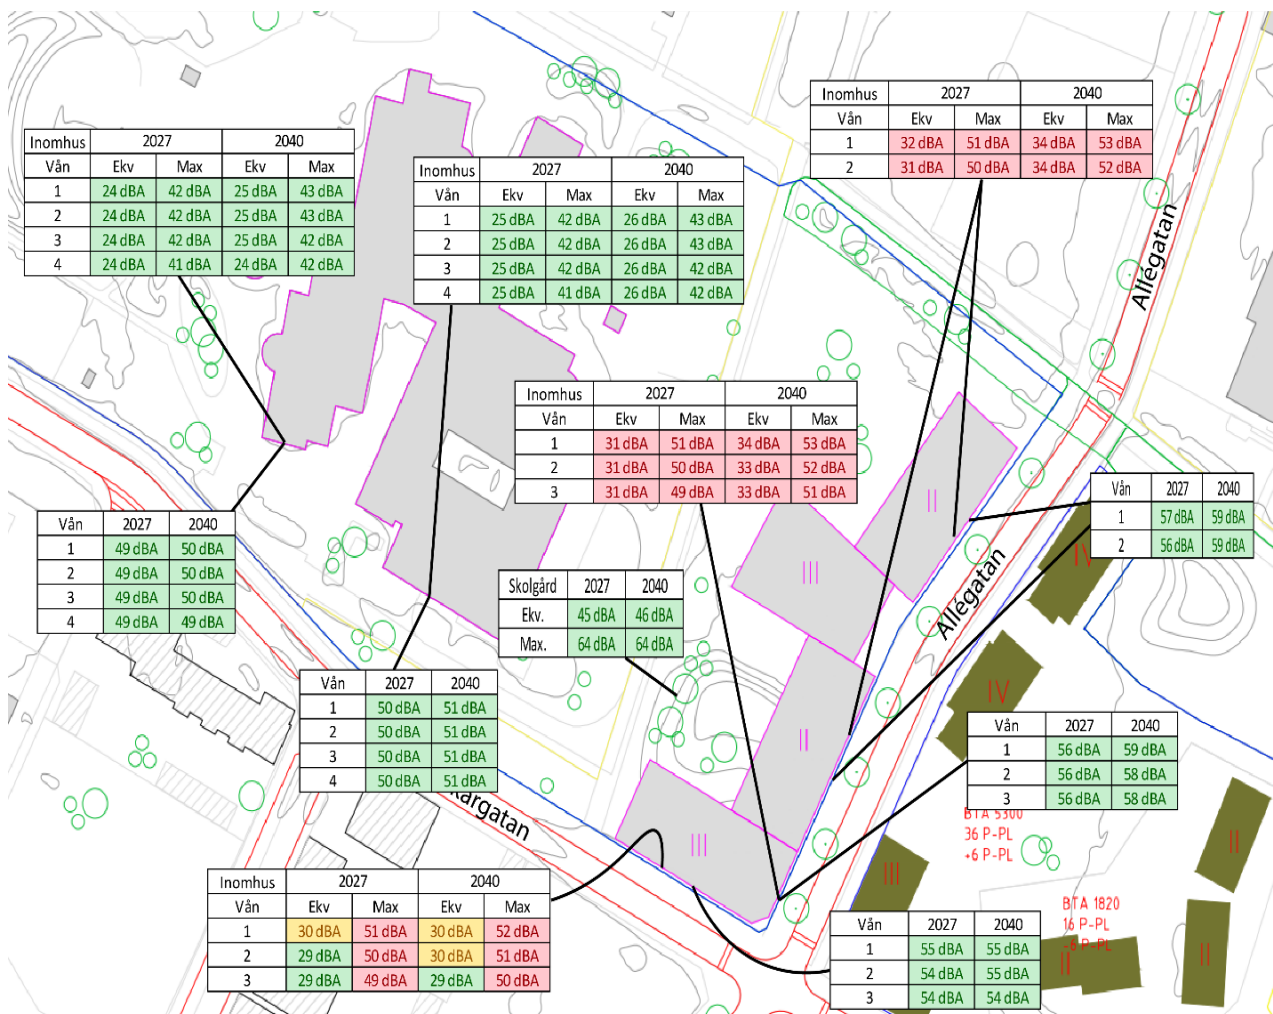 Inomhus 2027 2040
Vån Ekv Max Ekv Max
1 32 dBA 51 dBA 34 dBA 53 dBA
2 31 dBA 50 dBA 34 dBA 52 dBA
Inomhus 2027 2040
Vån Ekv Max Ekv Max
1 24 dBA 42 dBA 25 dBA 43 dBA
2 24 dBA 42 dBA 25 dBA 43 dBA
3 24 dBA 42 dBA 25 dBA 42 dBA
4 24 dBA 41 dBA 24 dBA 42 dBA
Inomhus 2027 2040
Vån Ekv Max Ekv Max
1 25 dBA 42 dBA 26 dBA 43 dBA
2 25 dBA 42 dBA 26 dBA 43 dBA
3 25 dBA 42 dBA 26 dBA 42 dBA
4 25 dBA 41 dBA 26 dBA 42 dBA
Allégatan
Inomhus 2027 2040
Vån Ekv Max Ekv Max
1 31 dBA 51 dBA 34 dBA 53 dBA
2 31 dBA 50 dBA 33 dBA 52 dBA
3 31 dBA 49 dBA 33 dBA 51 dBA
II
Vån 2027 2040
1 57 dBA 59 dBA
2 56 dBA 59 dBA
IV
Vån 2027 2040
1 49 dBA 50 dBA
2 49 dBA 50 dBA
3 49 dBA 50 dBA
4 49 dBA 49 dBA
III
Skolgård 2027 2040
Ekv. 45 dBA 46 dBA
Max. 64 dBA 64 dBA
Allégatan
IV
Vån 2027 2040
1 50 dBA 51 dBA
2 50 dBA 51 dBA
3 50 dBA 51 dBA
4 50 dBA 51 dBA
II
Vån 2027 2040
1 56 dBA 59 dBA
2 56 dBA 58 dBA
3 56 dBA 58 dBA
BTA 5300
36 P-PL
+6 P-PL
kargatan
III
III
II
Inomhus 2027 2040
Vån Ekv Max Ekv Max
1 30 dBA 51 dBA 30 dBA 52 dBA
2 29 dBA 50 dBA 30 dBA 51 dBA
3 29 dBA 49 dBA 29 dBA 50 dBA
BTA 1820
16 P-PL
-6 P-PL
Vån 2027 2040
1 55 dBA 55 dBA
2 54 dBA 55 dBA
3 54 dBA 54 dBA
II
II